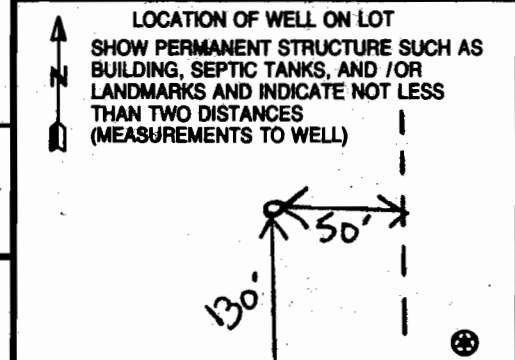 LOCATION OF WELL ON LOT
SHOW PERMANENT STRUCTURE SUCH AS
BUILDING, SEPTIC TANKS, AND /OR
LANDMARKS AND INDICATE NOT LESS
THAN TWO DISTANCES
(MEASUREMENTS TO WELL)
N
50'
130'